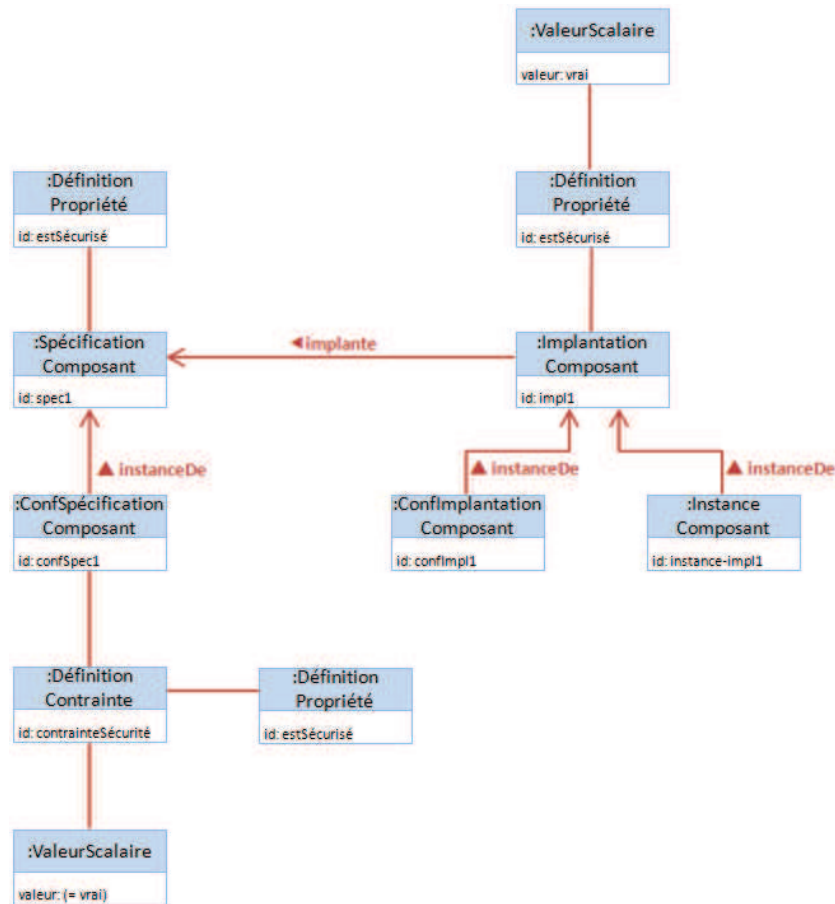 :ValeurScalaire
valeur: vrai
:Définition
Propriété
id: estSécurisé
:Définition
Propriété
id: estSécurisé
:Spécification
Composant
id: spec1
◄implante
:Implantation
Composant
id: impl1
▲ instanceDe
▲ instanceDe
▲ instanceDe
:ConfSpécification
Composant
id: confSpec1
:ConfImplantation
Composant
id: confImpl1
:Instance
Composant
id: instance-impl1
:Définition
Contrainte
id: contrainteSécurité
:Définition
Propriété
id: estSécurisé
:ValeurScalaire
valeur: (= vrai)